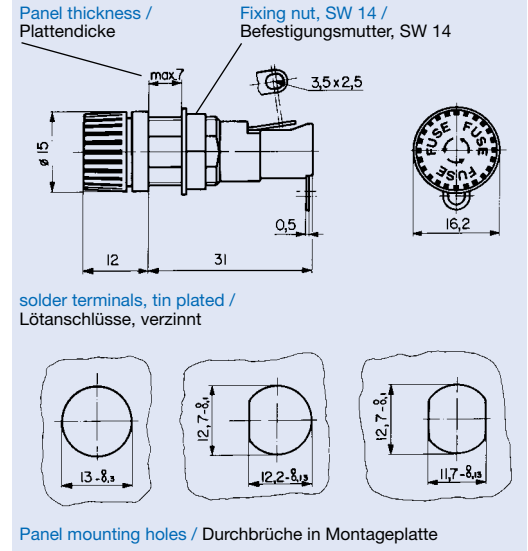 Panel thickness /
Plattendicke
Fixing nut, SW 14 /
Befestigungsmutter, SW 14
max 7
3,5 x 2,5
ø 15
FUSE FUSE FUSE
0,5
16,2
12
31
solder terminals, tin plated /
Lötanschlüsse, verzinnt
12,7-0,1
12,7-0,1
13-0,3
12,2-0,15
11,7-0,15
Panel mounting holes / Durchbrüche in Montageplatte